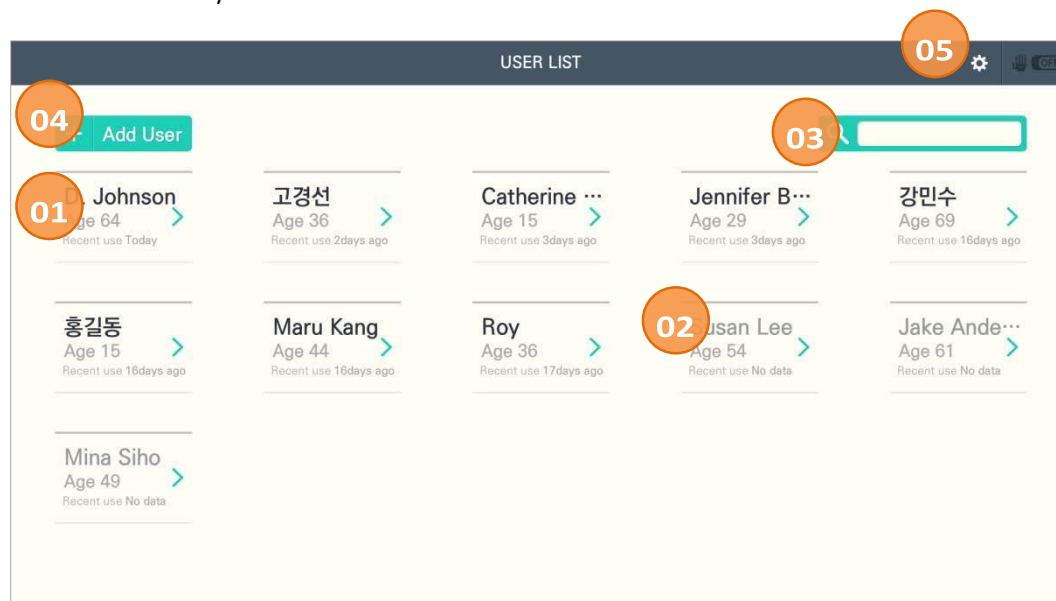 USER LIST
05
OFF
04
+ Add User
03
01
D. Johnson
Age 64
Recent use Today
고경선
Age 36
Recent use 2days ago
Catherine ···
Age 15
Recent use 3days ago
Jennifer B···
Age 29
Recent use 3days ago
강민수
Age 69
Recent use 16days ago
홍길동
Age 15
Recent use 16days ago
Maru Kang
Age 44
Recent use 16days ago
Roy
Age 36
Recent use 17days ago
02
Susan Lee
Age 54
Recent use No data
Jake Ande···
Age 61
Recent use No data
Mina Siho
Age 49
Recent use No data